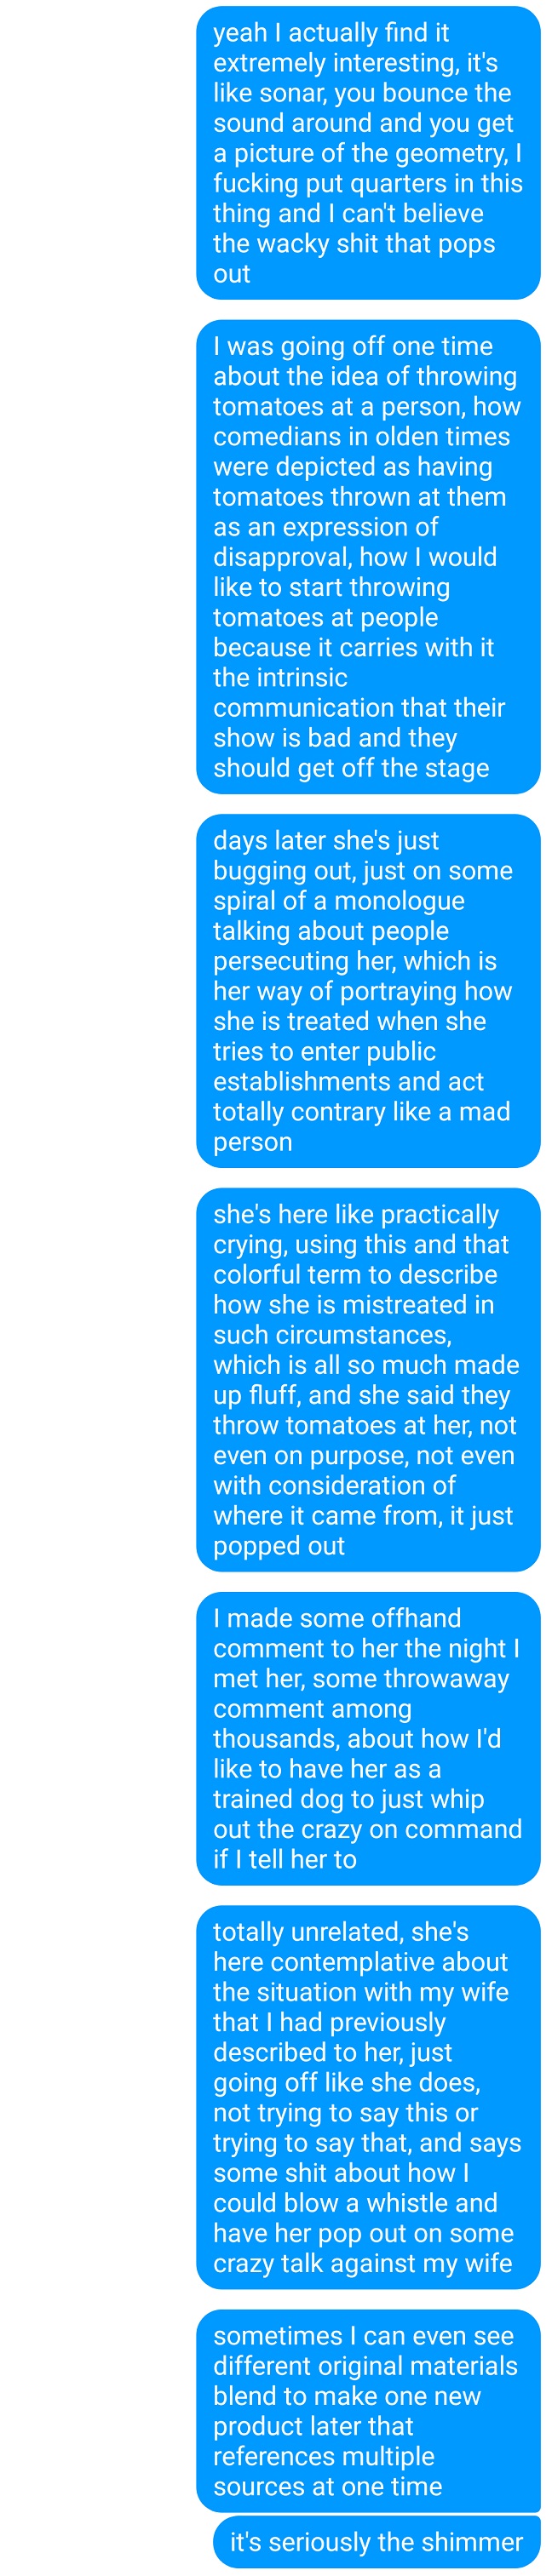 yeah I actually find it
extremely interesting, it's
like sonar, you bounce the
sound around and you get
a picture of the geometry, I
fucking put quarters in this
thing and I can't believe
the wacky shit that pops
out
I was going off one time
about the idea of throwing
tomatoes at a person, how
comedians in olden times
were depicted as having
tomatoes thrown at them
as an expression of
disapproval, how I would
like to start throwing
tomatoes at people
because it carries with it
the intrinsic
communication that their
show is bad and they
should get off the stage
days later she's just
bugging out, just on some
spiral of a monologue
talking about people
persecuting her, which is
her way of portraying how
she is treated when she
tries to enter public
establishments and act
totally contrary like a mad
person
she's here like practically
crying, using this and that
colorful term to describe
how she is mistreated in
such circumstances,
which is all so much made
up fluff, and she said they
throw tomatoes at her, not
even on purpose, not even
with consideration of
where it came from, it just
popped out
I made some offhand
comment to her the night I
met her, some throwaway
comment among
thousands, about how I'd
like to have her as a
trained dog to just whip
out the crazy on command
if I tell her to
totally unrelated, she's
here contemplative about
the situation with my wife
that I had previously
described to her, just
going off like she does,
not trying to say this or
trying to say that, and says
some shit about how I
could blow a whistle and
have her pop out on some
crazy talk against my wife
sometimes I can even see
different original materials
blend to make one new
product later that
references multiple
sources at one time
it's seriously the shimmer